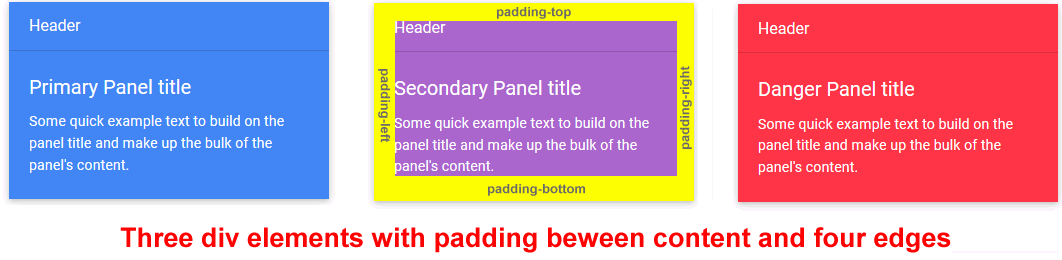 Header
Primary Panel title
Some quick example text to build on the
panel title and make up the bulk of the
panel's content.
padding-top
padding-left
Header
Secondary Panel title
Some quick example text to build on the
panel title and make up the bulk of the
panel's content.
padding-right
padding-bottom
Header
Danger Panel title
Some quick example text to build on the
panel title and make up the bulk of the
panel's content.
Three div elements with padding beween content and four edges